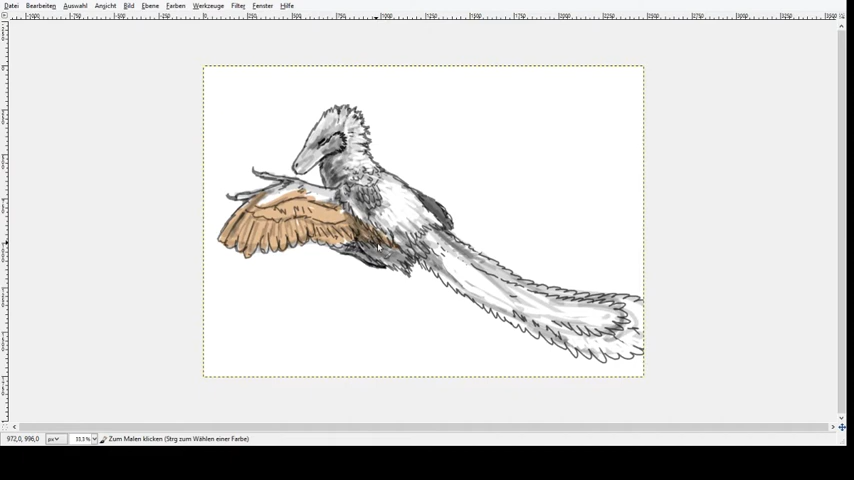 Datei Bearbeiten Auswahl Ansicht Bild Ebene Farben Werkzeuge Filter Fenster Hilfe
972,0, 996,0 px 33,3 % Zum Malen klicken (Strg zum Wählen einer Farbe)